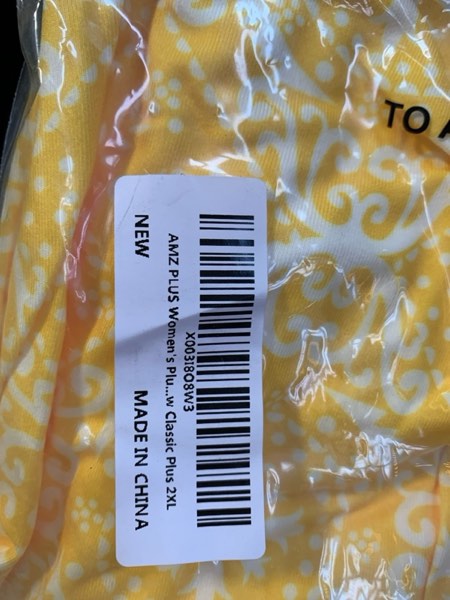 TO A
X00318O8W3
AMZ PLUS Women's Plu...w Classic Plus 2XL
NEW MADE IN CHINA